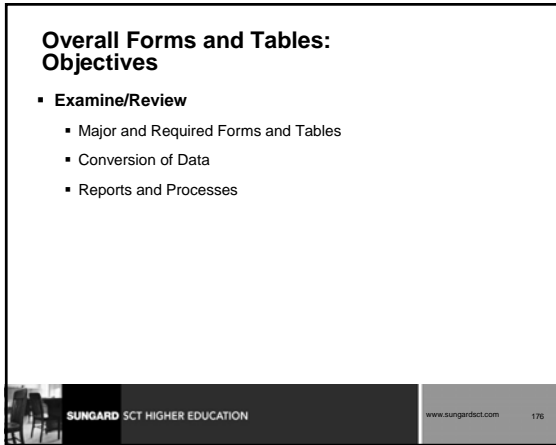 Overall Forms and Tables:
Objectives
▪ Examine/Review
▪ Major and Required Forms and Tables
▪ Conversion of Data
▪ Reports and Processes
SUNGARD SCT HIGHER EDUCATION
www.sungardsct.com 176